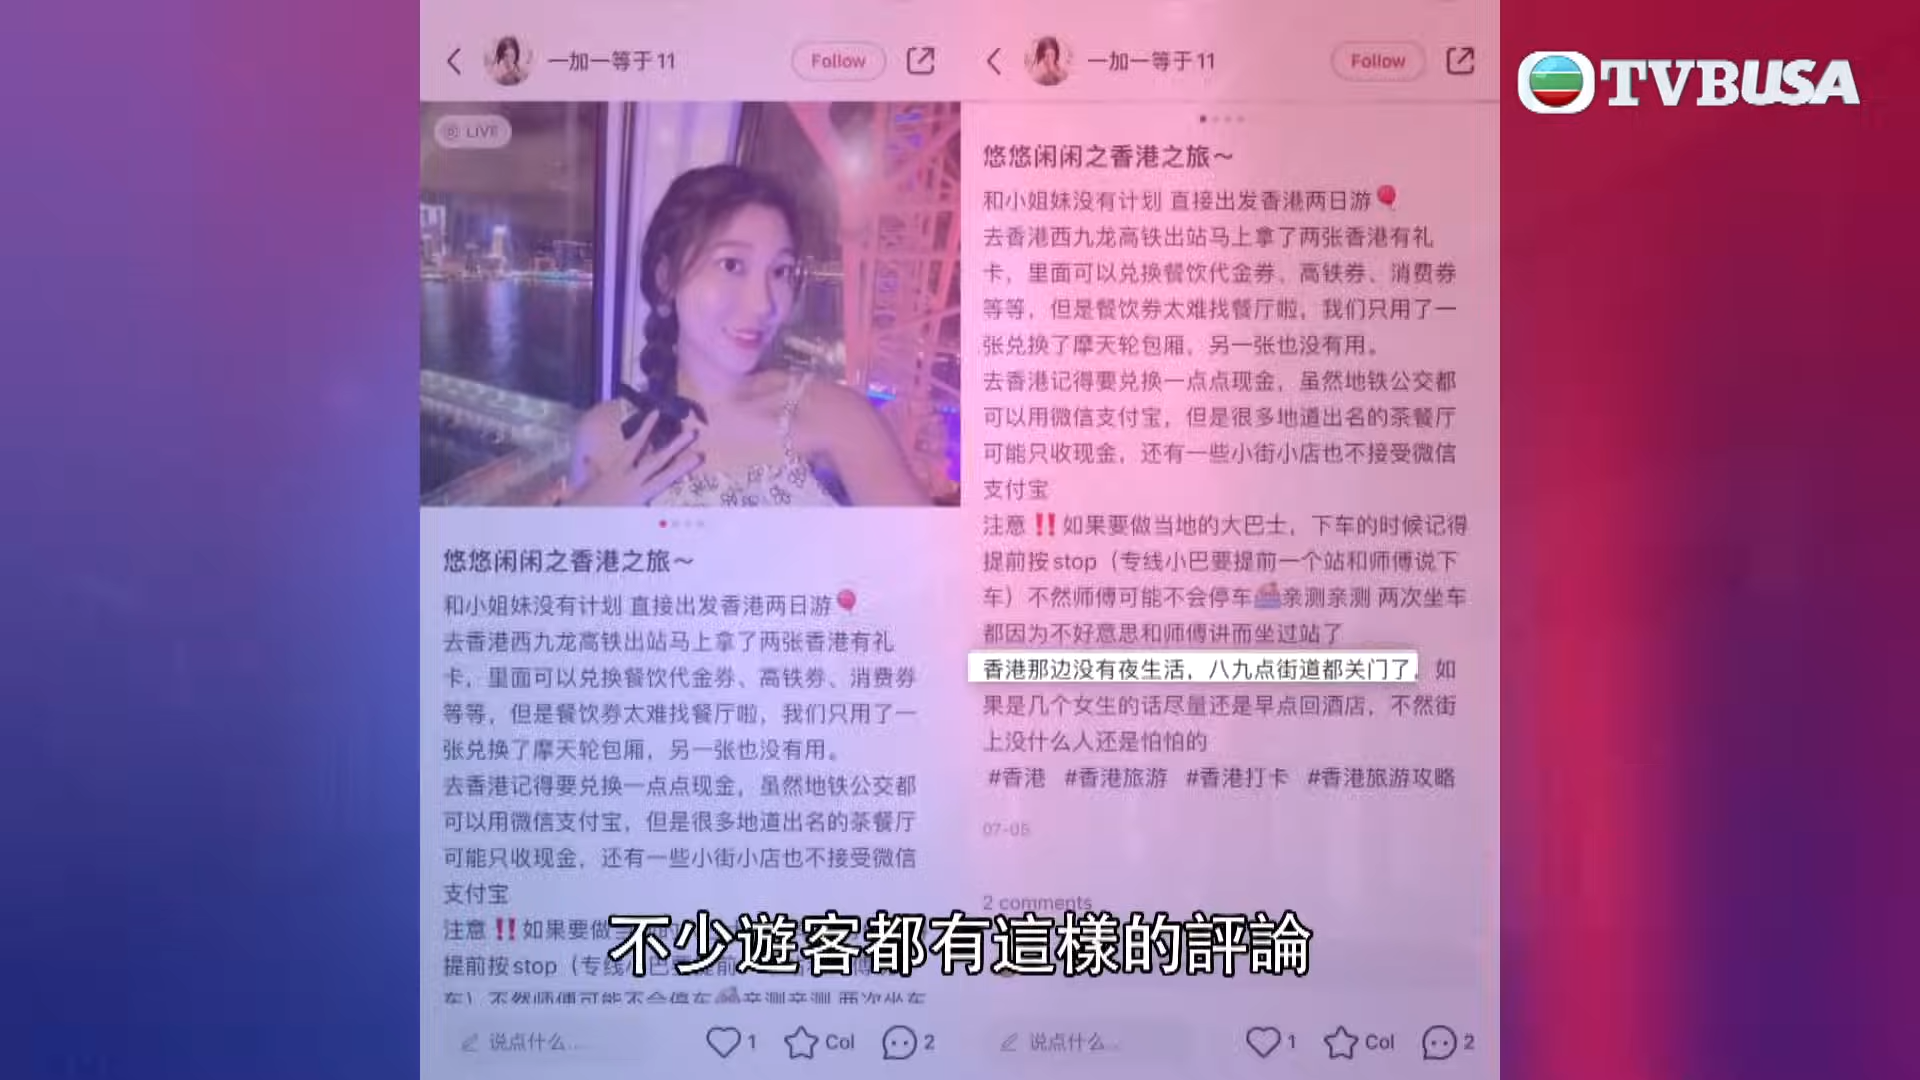 一加一等于11
Follow
LIVE
悠悠闲闲之香港之旅～
和小姐妹没有计划 直接出发香港两日游
去香港西九龙高铁出站马上拿了两张香港有礼
卡，里面可以兑换餐饮代金券、高铁券、消费券
等等，但是餐饮券太难找餐厅啦，我们只用了一
张兑换了摩天轮包厢，另一张也没有用。
去香港记得要兑换一点点现金，虽然地铁公交都
可以用微信支付宝，但是很多地道出名的茶餐厅
可能只收现金，还有一些小街小店也不接受微信
支付宝
注意‼️如果要做
提前按stop（专线小巴要提前
车）不然师傅可能不会停车 亲测亲测 两次坐车
说点什么...
1
Col
2
一加一等于11
Follow
悠悠闲闲之香港之旅～
和小姐妹没有计划 直接出发香港两日游
去香港西九龙高铁出站马上拿了两张香港有礼
卡，里面可以兑换餐饮代金券、高铁券、消费券
等等，但是餐饮券太难找餐厅啦，我们只用了一
张兑换了摩天轮包厢，另一张也没有用。
去香港记得要兑换一点点现金，虽然地铁公交都
可以用微信支付宝，但是很多地道出名的茶餐厅
可能只收现金，还有一些小街小店也不接受微信
支付宝
注意‼️如果要做当地的大巴士，下车的时候记得
提前按stop（专线小巴要提前一个站和师傅说下
车）不然师傅可能不会停车 亲测亲测 两次坐车
都因为不好意思和师傅讲而坐过站了
香港那边没有夜生活，八九点街道都关门了，如
果是几个女生的话尽量还是早点回酒店，不然街
上没什么人还是怕怕的
#香港 #香港旅游 #香港打卡 #香港旅游攻略
07-05
2 comments
说点什么...
1
Col
2
TVBUSA
不少遊客都有這樣的評論